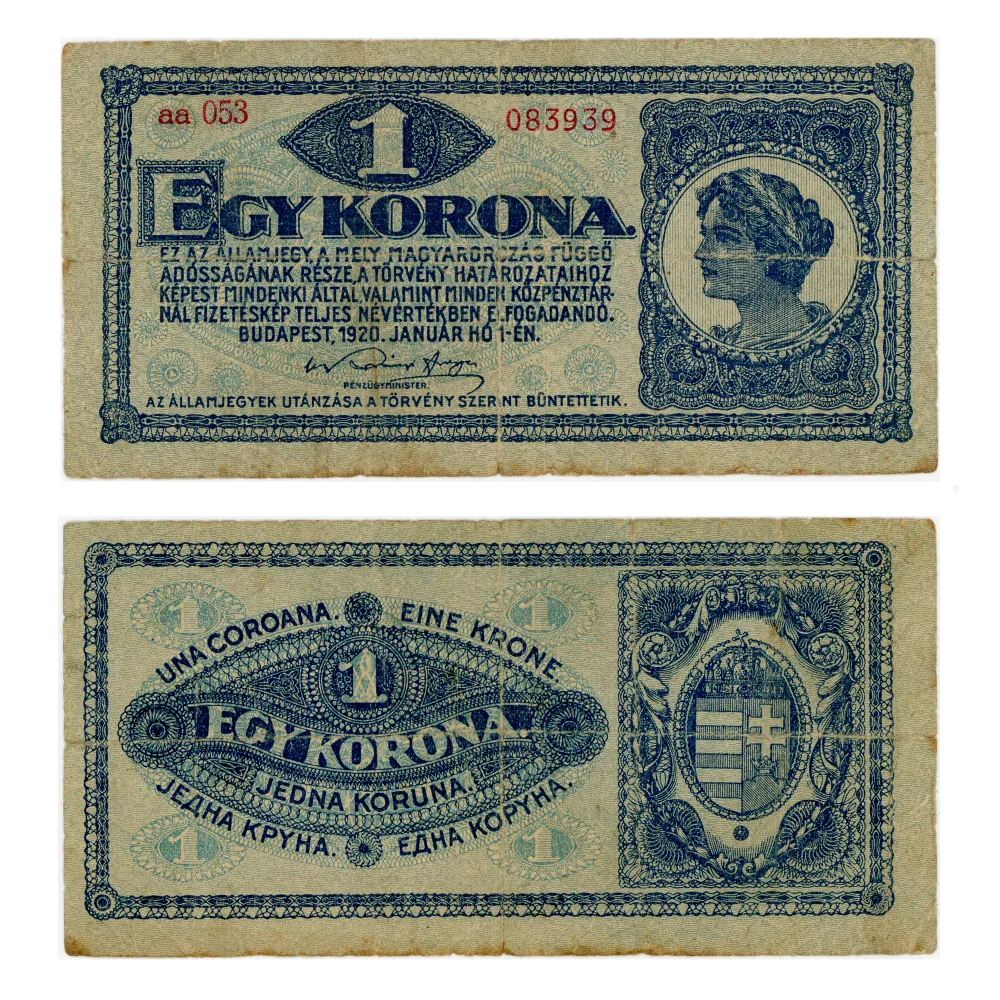 aa 053
083939
1
EGY KORONA.
EZ AZ ÁLLAMJEGY, A MELY MAGYARORSZÁG FÜGGŐ
ADÓSSÁGÁNAK RÉSZE, A TÖRVÉNY HATÁROZATAIHOZ
KÉPEST MINDENKI ÁLTAL, VALAMINT MINDEN KÖZPÉNZTÁR-
NÁL FIZETÉSKÉP TELJES NÉVÉRTÉKBEN ELFOGADANDÓ.
BUDAPEST, 1920. JANUÁR HÓ 1-ÉN.
PÉNZÜGYMINISTER.
AZ ÁLLAMJEGYEK UTÁNZÁSA A TÖRVÉNY SZERINT BÜNTETTETIK.
1
1
UNA COROANA.
EINE KRONE.
1
EGY KORONA.
JEDNA KORUNA.
ЈЕДНА КРУНА.
ЕДНА КОРУНА.
1
1